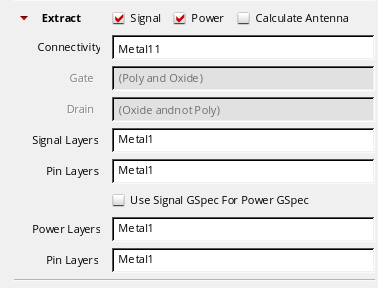 Extract Signal Power Calculate Antenna
Connectivity Metal11
Gate (Poly and Oxide)
Drain (Oxide andnot Poly)
Signal Layers Metal1
Pin Layers Metal1
Use Signal GSpec For Power GSpec
Power Layers Metal1
Pin Layers Metal1